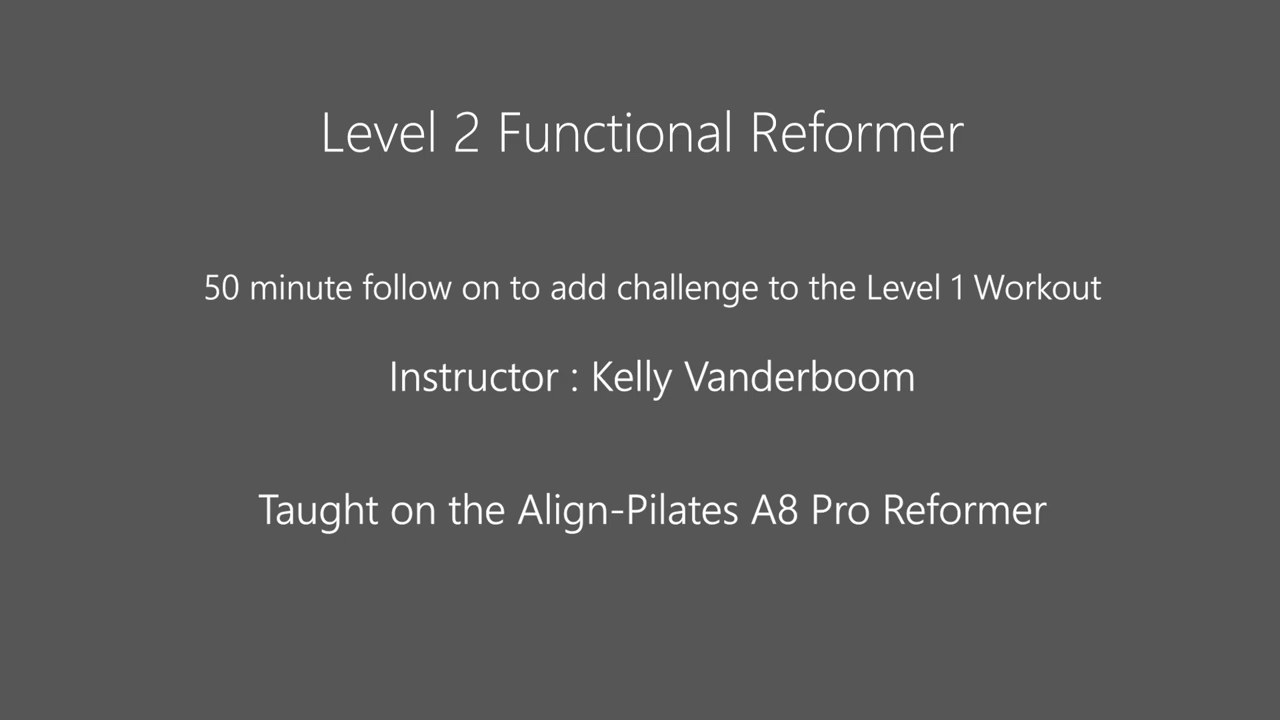 Level 2 Functional Reformer
50 minute follow on to add challenge to the Level 1 Workout
Instructor : Kelly Vanderboom
Taught on the Align-Pilates A8 Pro Reformer